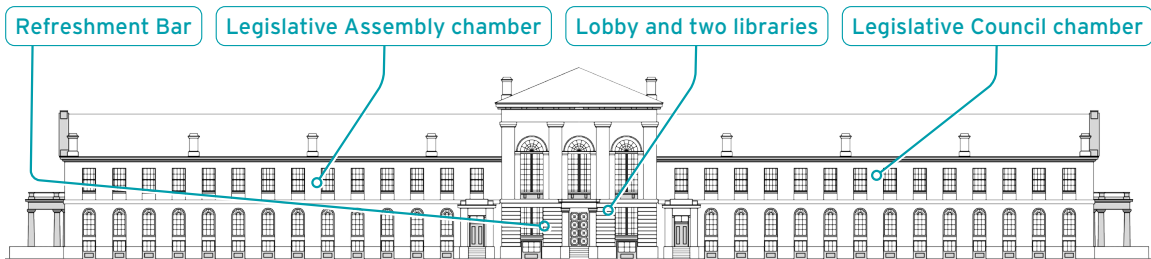 Refreshment Bar
Legislative Assembly chamber
Lobby and two libraries
Legislative Council chamber